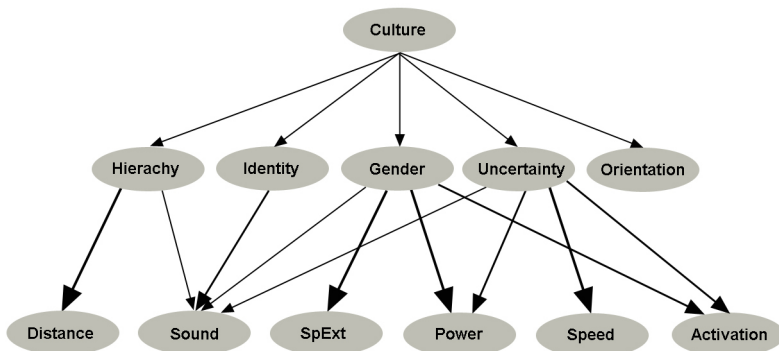 Culture
Hierachy
Identity
Gender
Uncertainty
Orientation
Distance
Sound
SpExt
Power
Speed
Activation